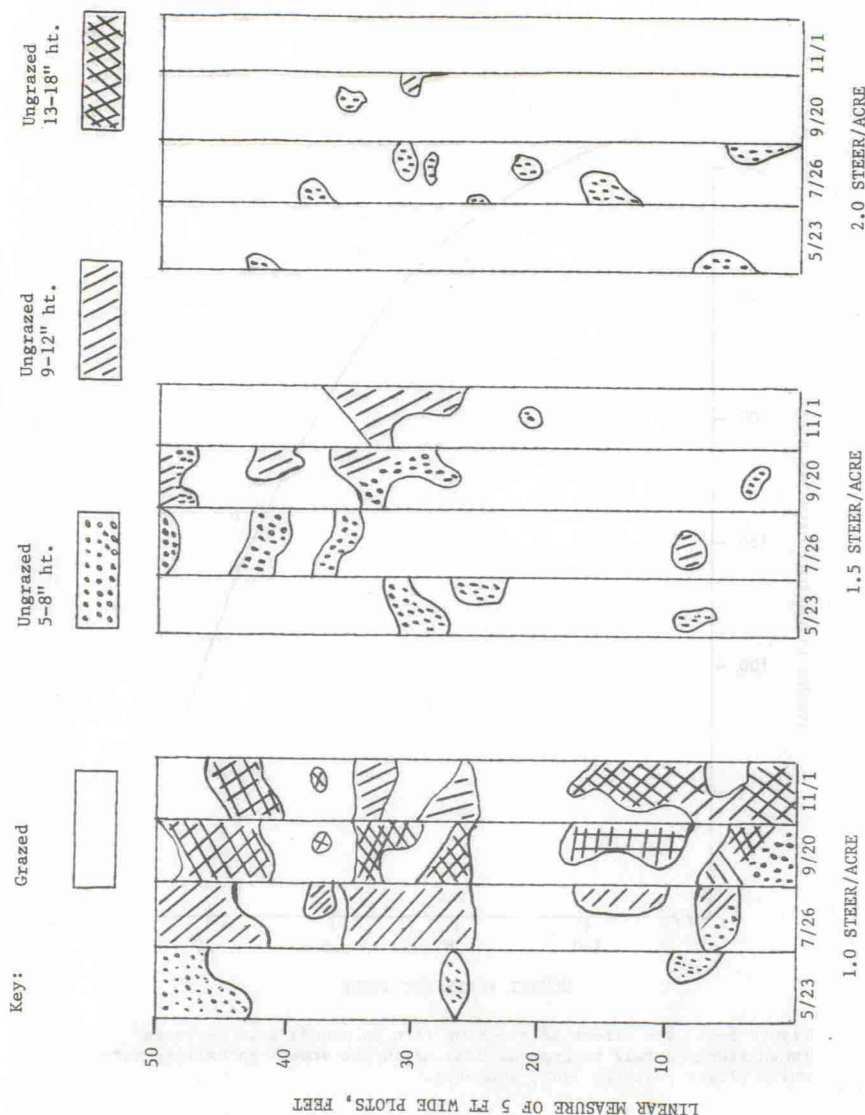 Key:
Grazed
Ungrazed
5-8" ht.
Ungrazed
9-12" ht.
Ungrazed
13-18" ht.
LINEAR MEASURE OF 5 FT WIDE PLOTS, FEET
50
40
30
20
10
5/23 7/26 9/20 11/1
1.0 STEER/ACRE
5/23 7/26 9/20 11/1
1.5 STEER/ACRE
5/23 7/26 9/20 11/1
2.0 STEER/ACRE